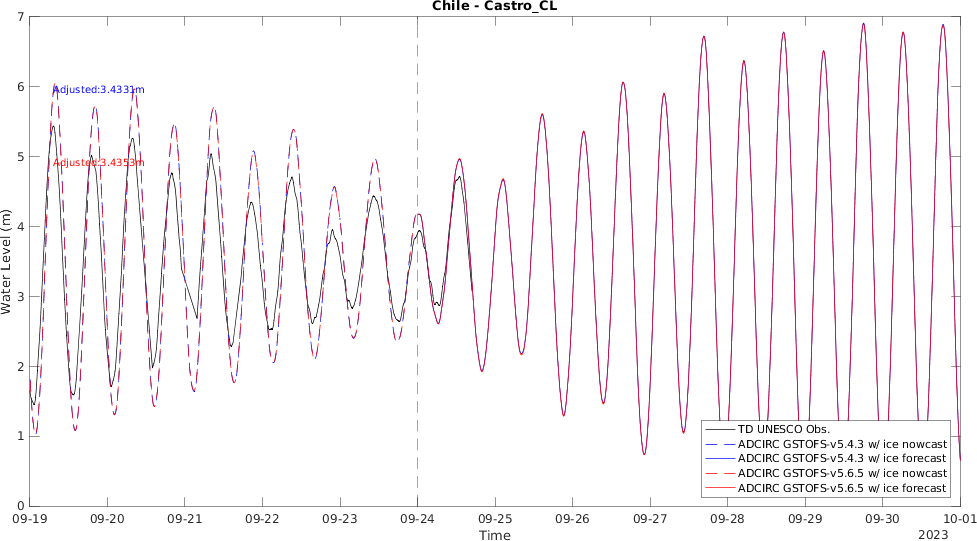 Chile - Castro_CL
7
6
5
4
3
2
1
0
Water Level (m)
Adjusted:3.4331m
Adjusted:3.4353m
TD UNESCO Obs.
ADCIRC GSTOFS-v5.4.3 w/ ice nowcast
ADCIRC GSTOFS-v5.4.3 w/ ice forecast
ADCIRC GSTOFS-v5.6.5 w/ ice nowcast
ADCIRC GSTOFS-v5.6.5 w/ ice forecast
09-19 09-20 09-21 09-22 09-23 09-24 09-25 09-26 09-27 09-28 09-29 09-30 10-01
Time
2023